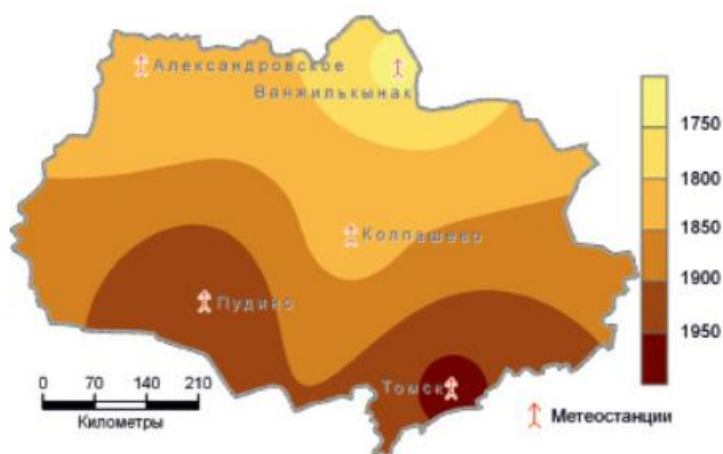 Александровское
Ванжилькынак
Колпашево
Пудино
Томск
1750
1800
1850
1900
1950
0 70 140 210
Километры
Метеостанции